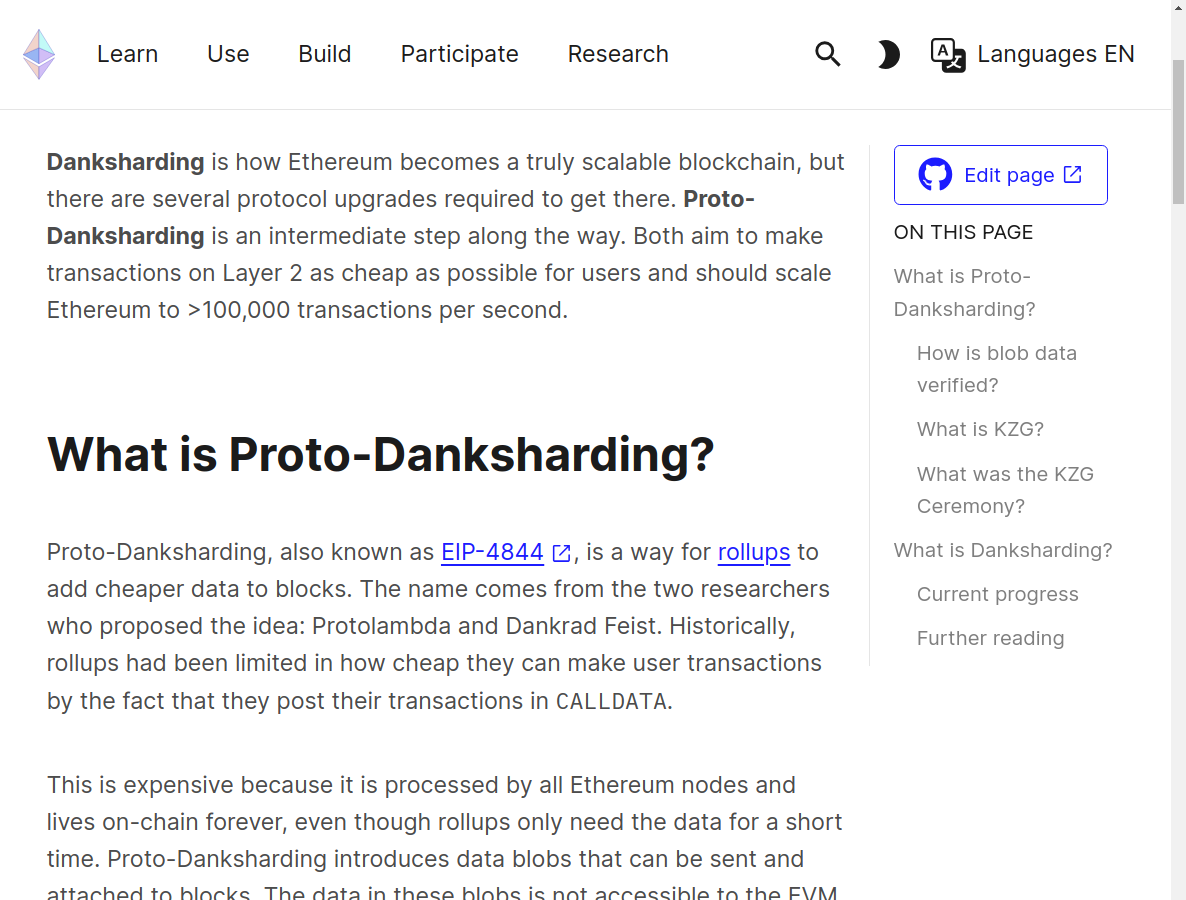 Learn Use Build Participate Research Languages EN
Danksharding is how Ethereum becomes a truly scalable blockchain, but
there are several protocol upgrades required to get there. Proto-
Danksharding is an intermediate step along the way. Both aim to make
transactions on Layer 2 as cheap as possible for users and should scale
Ethereum to >100,000 transactions per second.
What is Proto-Danksharding?
Proto-Danksharding, also known as EIP-4844, is a way for rollups to
add cheaper data to blocks. The name comes from the two researchers
who proposed the idea: Protolambda and Dankrad Feist. Historically,
rollups had been limited in how cheap they can make user transactions
by the fact that they post their transactions in CALLDATA.
This is expensive because it is processed by all Ethereum nodes and
lives on-chain forever, even though rollups only need the data for a short
time. Proto-Danksharding introduces data blobs that can be sent and
attached to blocks. The data in these blobs is not accessible to the EVM
Edit page
ON THIS PAGE
What is Proto-
Danksharding?
How is blob data
verified?
What is KZG?
What was the KZG
Ceremony?
What is Danksharding?
Current progress
Further reading